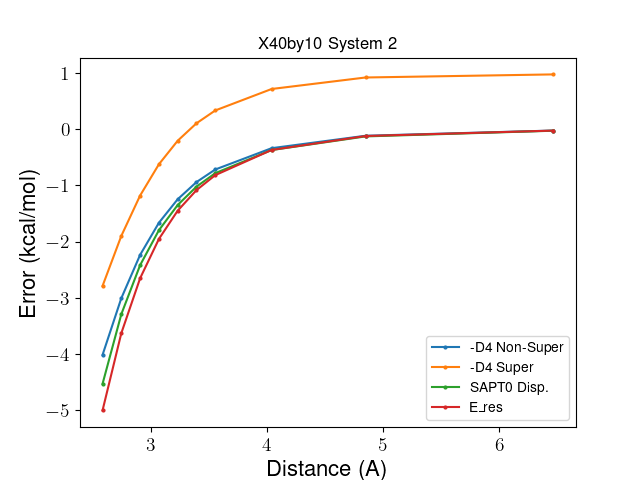 X40by10 System 2
Error (kcal/mol)
1
0
−1
−2
−3
−4
−5
3
4
5
6
Distance (A)
-D4 Non-Super
-D4 Super
SAPT0 Disp.
E_res